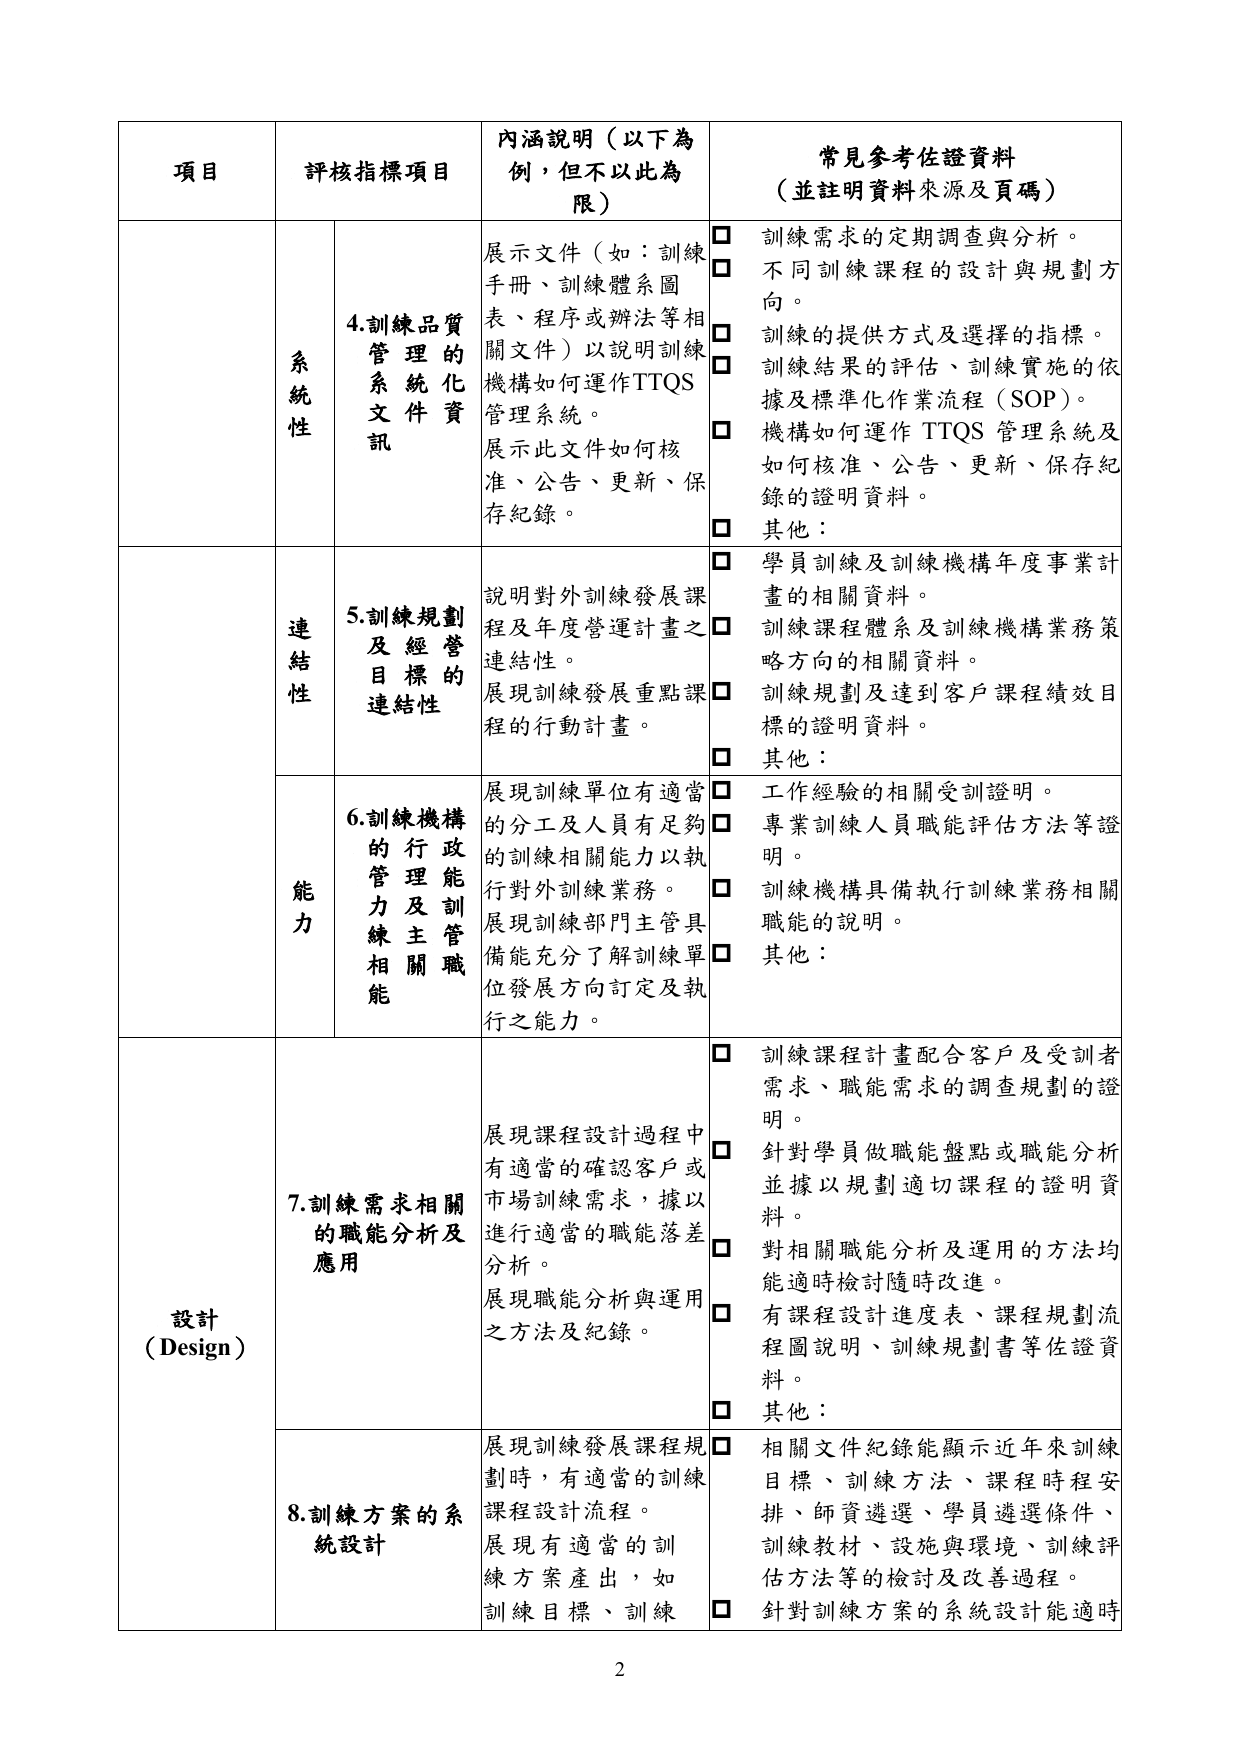 項目
評核指標項目
內涵說明（以下為
例，但不以此為
限）
常見參考佐證資料
（並註明資料來源及頁碼）
系
統
性
4.訓練品質
管理的
系統化
文件資
訊
展示文件（如：訓練
手冊、訓練體系圖
表、程序或辦法等相
關文件）以說明訓練
機構如何運作TTQS
管理系統。
展示此文件如何核
准、公告、更新、保
存紀錄。
□ 訓練需求的定期調查與分析。
□ 不同訓練課程的設計與規劃方
向。
□ 訓練的提供方式及選擇的指標。
□ 訓練結果的評估、訓練實施的依
據及標準化作業流程（SOP）。
□ 機構如何運作 TTQS 管理系統及
如何核准、公告、更新、保存紀
錄的證明資料。
□ 其他：
連
結
性
5.訓練規劃
及經營
目標的
連結性
說明對外訓練發展課
程及年度營運計畫之
連結性。
展現訓練發展重點課
程的行動計畫。
□ 學員訓練及訓練機構年度事業計
畫的相關資料。
□ 訓練課程體系及訓練機構業務策
略方向的相關資料。
□ 訓練規劃及達到客戶課程績效目
標的證明資料。
□ 其他：
能
力
6.訓練機構
的行政
管理能
力及訓
練主管
相關職
能
展現訓練單位有適當
的分工及人員有足夠
的訓練相關能力以執
行對外訓練業務。
展現訓練部門主管具
備能充分了解訓練單
位發展方向訂定及執
行之能力。
□ 工作經驗的相關受訓證明。
□ 專業訓練人員職能評估方法等證
明。
□ 訓練機構具備執行訓練業務相關
職能的說明。
□ 其他：
設計
（Design）
7.訓練需求相關
的職能分析及
應用
展現課程設計過程中
有適當的確認客戶或
市場訓練需求，據以
進行適當的職能落差
分析。
展現職能分析與運用
之方法及紀錄。
□ 訓練課程計畫配合客戶及受訓者
需求、職能需求的調查規劃的證
明。
□ 針對學員做職能盤點或職能分析
並據以規劃適切課程的證明資
料。
□ 對相關職能分析及運用的方法均
能適時檢討隨時改進。
□ 有課程設計進度表、課程規劃流
程圖說明、訓練規劃書等佐證資
料。
□ 其他：
8.訓練方案的系
統設計
展現訓練發展課程規
劃時，有適當的訓練
課程設計流程。
展現有適當的訓
練方案產出，如
訓練目標、訓練
□ 相關文件紀錄能顯示近年來訓練
目標、訓練方法、課程時程安
排、師資遴選、學員遴選條件、
訓練教材、設施與環境、訓練評
估方法等的檢討及改善過程。
□ 針對訓練方案的系統設計能適時
2